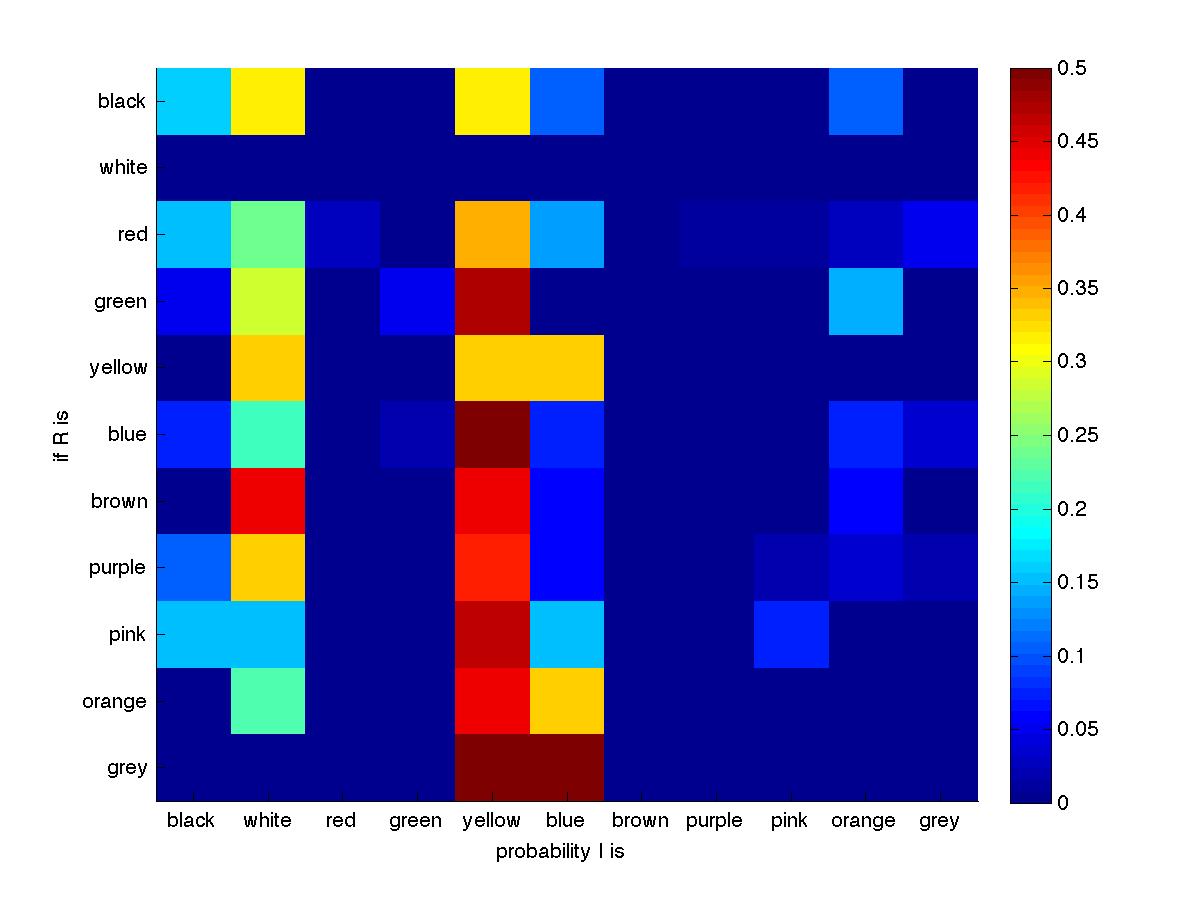 black
white
red
green
yellow
blue
brown
purple
pink
orange
grey
if R is
black white red green yellow blue brown purple pink orange grey
probability I is
0.5
0.45
0.4
0.35
0.3
0.25
0.2
0.15
0.1
0.05
0